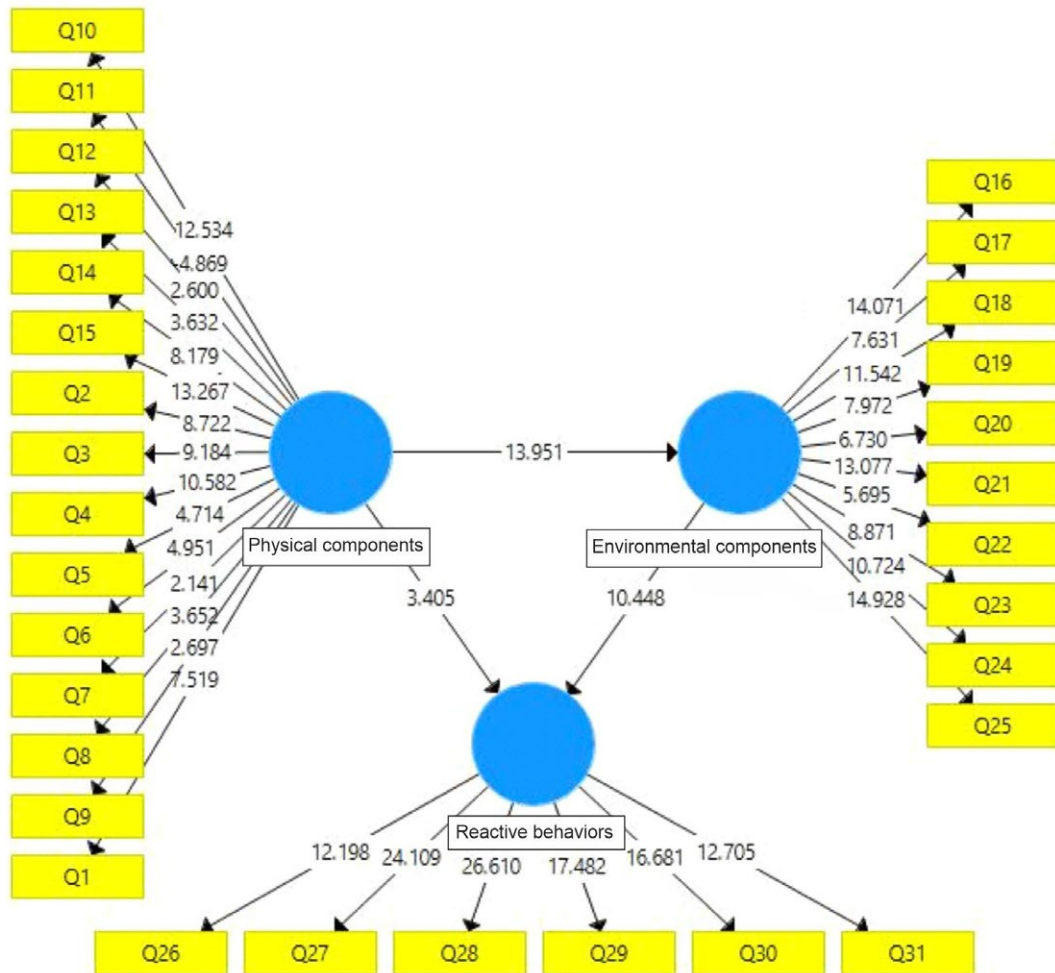 Q10
Q11
Q12
Q13
Q14
Q15
Q2
Q3
Q4
Q5
Q6
Q7
Q8
Q9
Q1
12.534
4.869
2.600
3.632
8.179
13.267
8.722
9.184
10.582
4.714
4.951
2.141
3.652
2.697
7.519
Physical components
13.951
Environmental components
14.071
7.631
11.542
7.972
6.730
13.077
5.695
8.871
10.724
14.928
Q16
Q17
Q18
Q19
Q20
Q21
Q22
Q23
Q24
Q25
3.405
10.448
Reactive behaviors
12.198
24.109
26.610
17.482
16.681
12.705
Q26
Q27
Q28
Q29
Q30
Q31